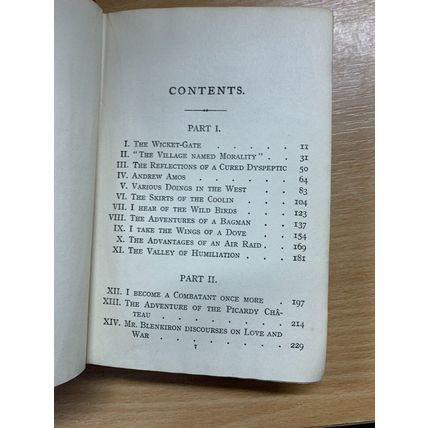 CONTENTS.
PART I.
I. THE WICKET-GATE . . . . . 11
II. "THE VILLAGE NAMED MORALITY" . . 31
III. THE REFLECTIONS OF A CURED DYSPEPTIC 50
IV. ANDREW AMOS . . . . . 64
V. VARIOUS DOINGS IN THE WEST . . 83
VI. THE SKIRTS OF THE COOLIN . . 104
VII. I HEAR OF THE WILD BIRDS . . 123
VIII. THE ADVENTURES OF A BAGMAN . . 137
IX. I TAKE THE WINGS OF A DOVE . . 154
X. THE ADVANTAGES OF AN AIR RAID . 169
XI. THE VALLEY OF HUMILIATION . . 181
PART II.
XII. I BECOME A COMBATANT ONCE MORE . 197
XIII. THE ADVENTURE OF THE PICARDY CHÂ-
TEAU . . . . . . 214
XIV. MR. BLENKIRON DISCOURSES ON LOVE AND
WAR . . . . . . 229
7